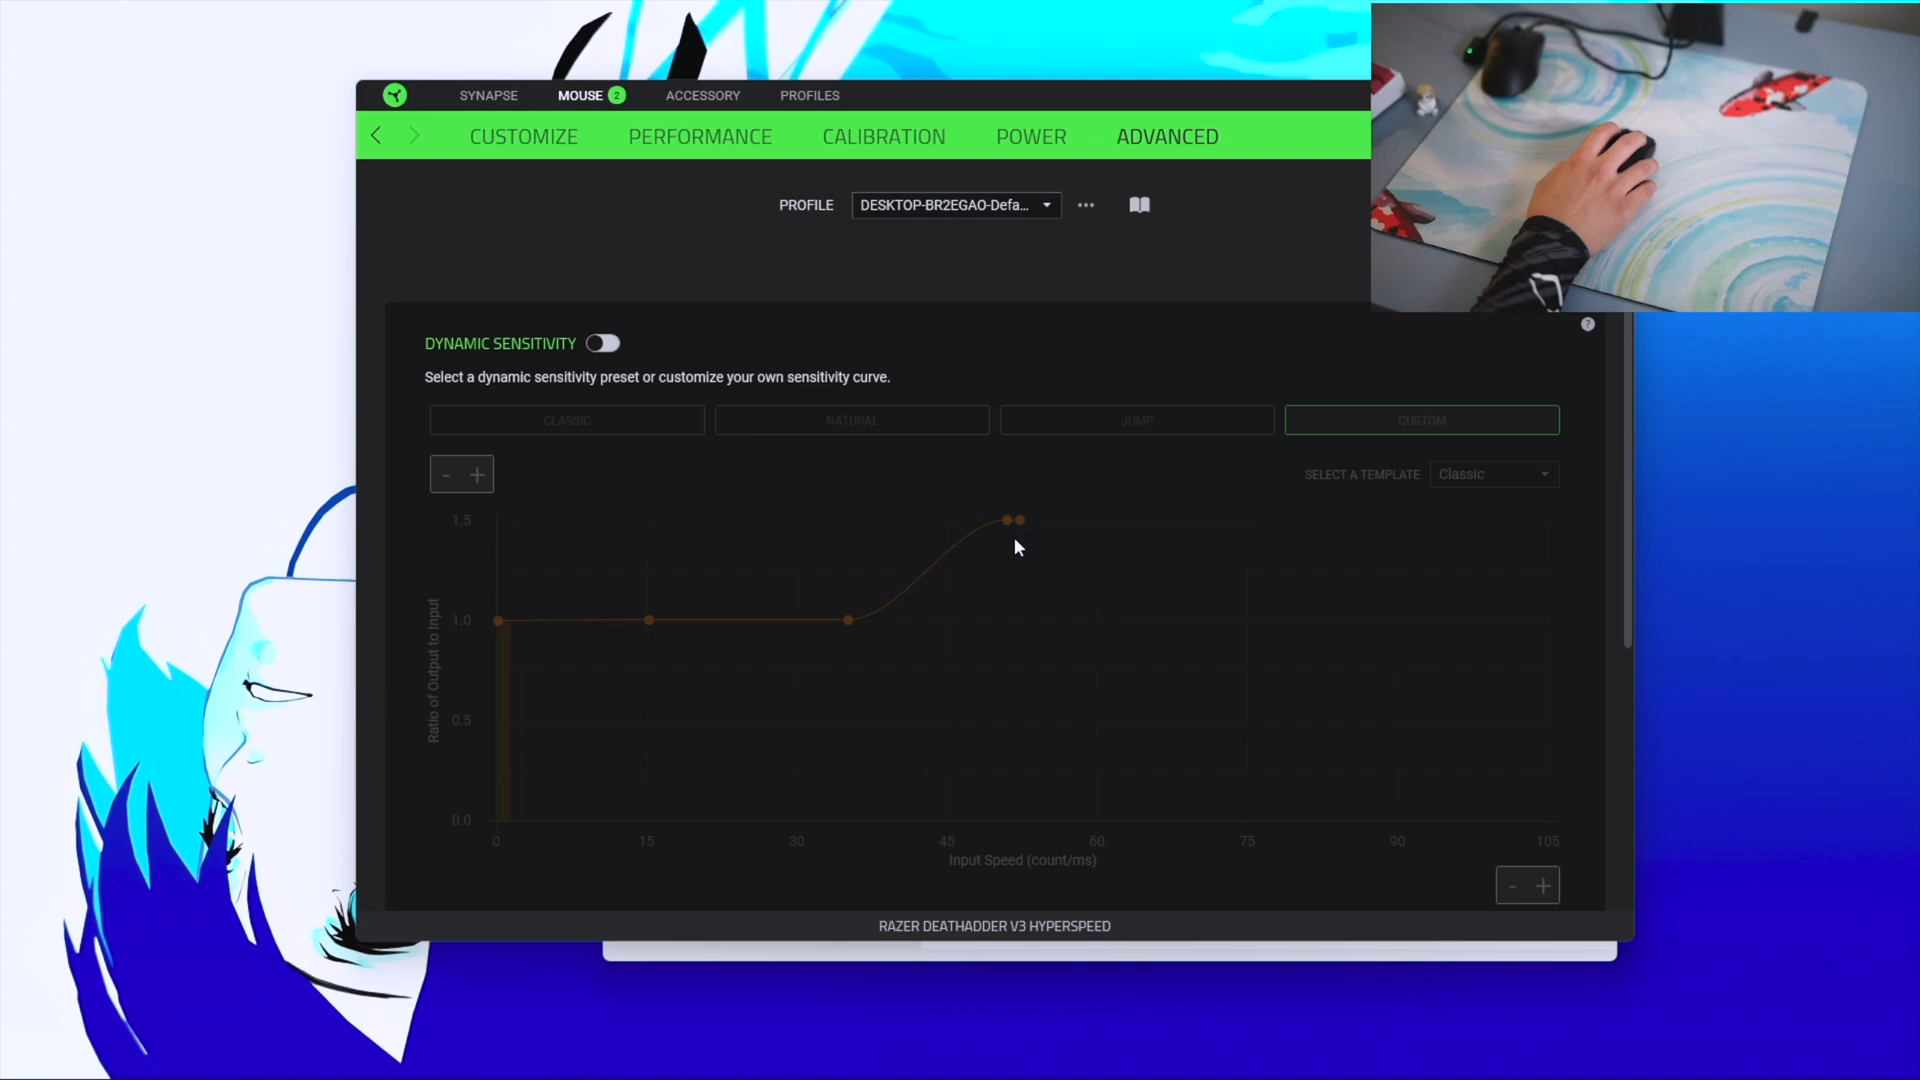 SYNAPSE MOUSE 2 ACCESSORY PROFILES
CUSTOMIZE PERFORMANCE CALIBRATION POWER ADVANCED
PROFILE DESKTOP-BR2EGAO-Defa... •••
?
DYNAMIC SENSITIVITY
Select a dynamic sensitivity preset or customize your own sensitivity curve.
CLASSIC NATURAL JUMP CUSTOM
- + SELECT A TEMPLATE Classic
1.5
1.0
0.5
0.0
Ratio of Output to Input
0 15 30 45 60 75 90 105
Input Speed (count/ms)
- +
RAZER DEATHADDER V3 HYPERSPEED